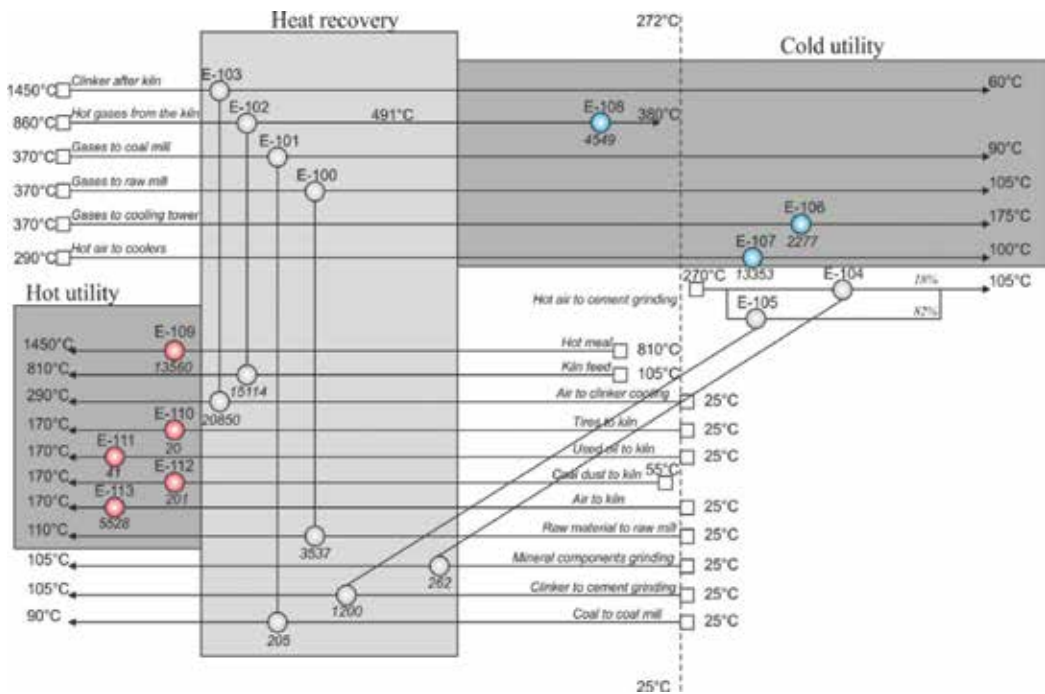 Heat recovery
272°C
Cold utility
1450°C Clinker after kiln E-103 60°C
860°C Hot gases from the kiln E-102 491°C E-108 4549 380°C
370°C Gases to coal mill E-101 90°C
370°C Gases to raw mill E-100 105°C
370°C Gases to cooling tower E-106 2277 175°C
290°C Hot air to coolers E-107 13353 100°C
Hot air to cement grinding 270°C E-104 18% 105°C
E-105 82%
Hot utility
1450°C E-109 13560 Hot meal 810°C
810°C 15114 Kiln feed 105°C
290°C 20850 Air to clinker cooling 25°C
170°C E-110 20 Tires to kiln 25°C
170°C E-111 41 Used oil to kiln 25°C
170°C E-112 201 Coal dust to kiln 55°C
170°C E-113 5528 Air to kiln 25°C
110°C 3537 Raw material to raw mill 25°C
105°C 262 Mineral components grinding 25°C
105°C 1200 Clinker to cement grinding 25°C
90°C 205 Coal to coal mill 25°C
25°C